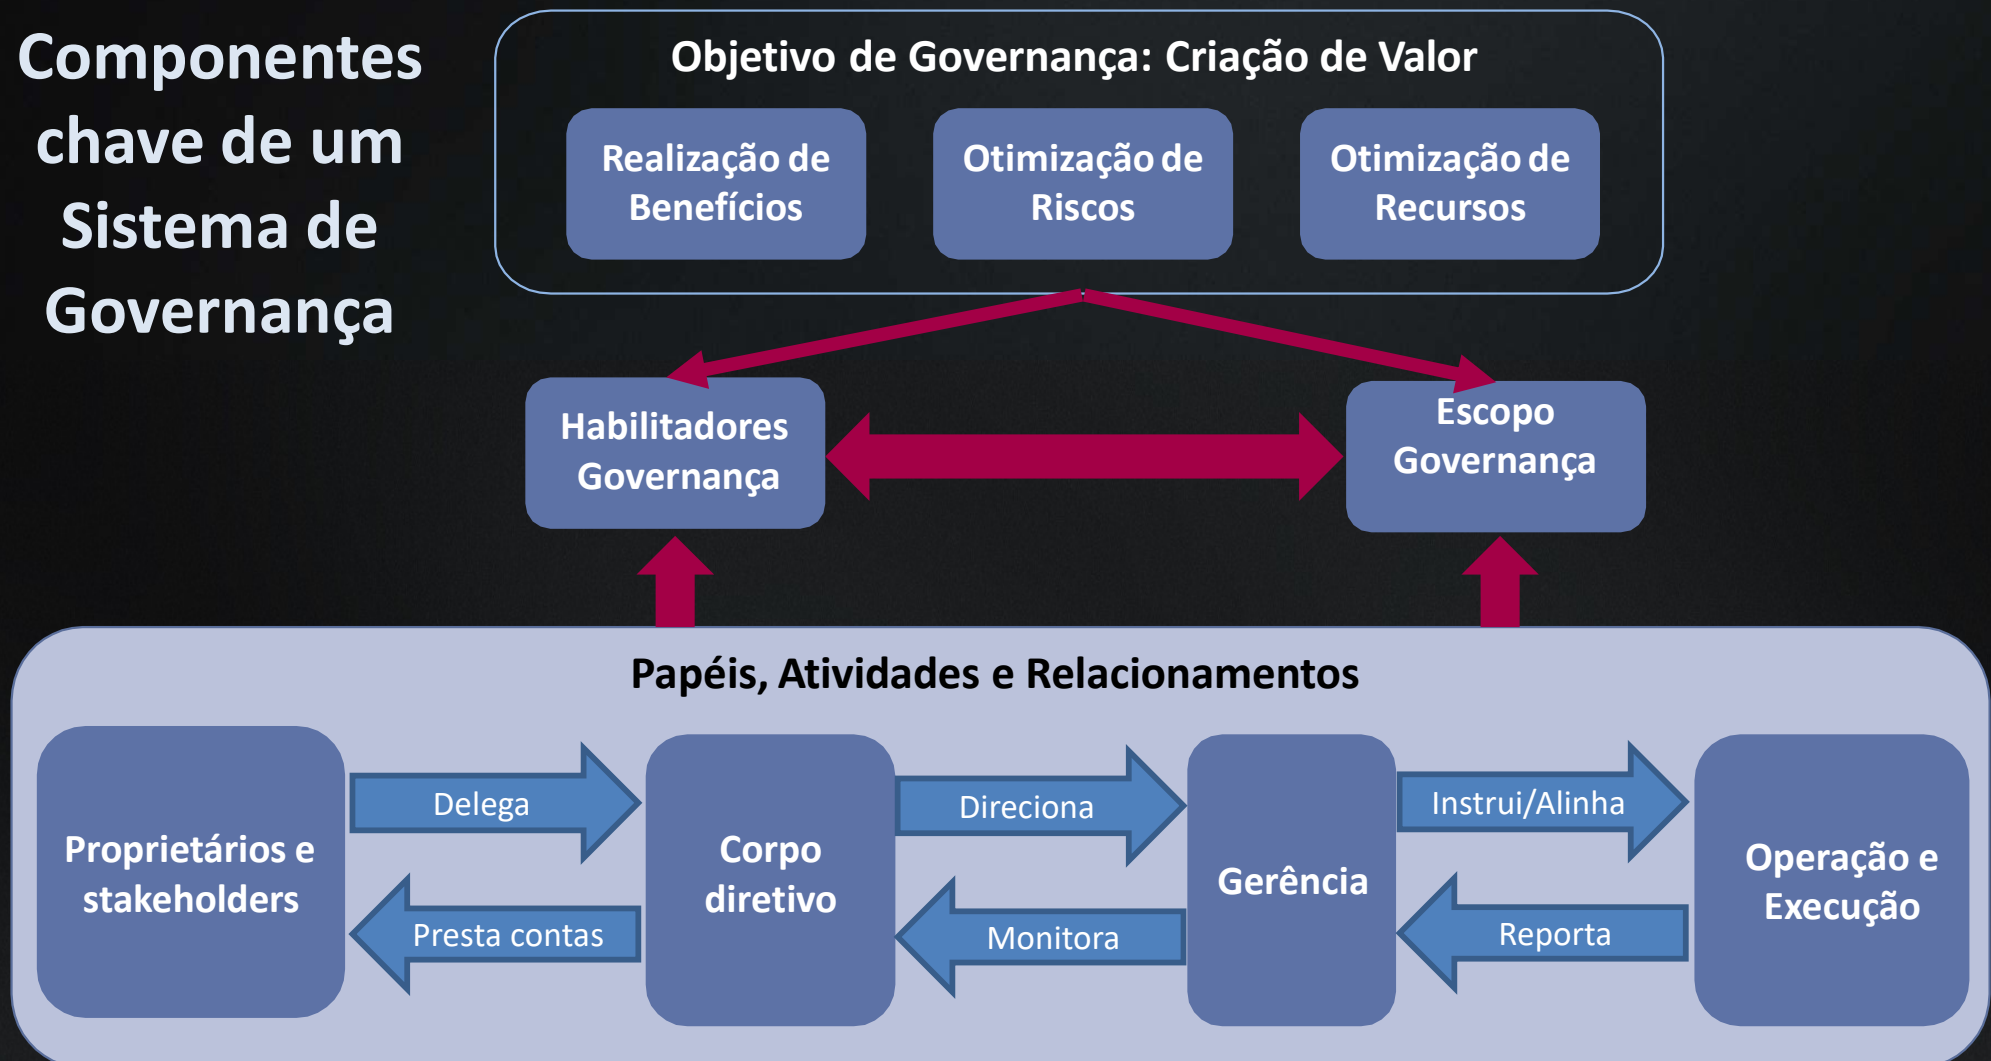 Componentes
chave de um
Sistema de
Governança
Objetivo de Governança: Criação de Valor
Realização de
Benefícios
Otimização de
Riscos
Otimização de
Recursos
Habilitadores
Governança
Escopo
Governança
Papéis, Atividades e Relacionamentos
Proprietários e
stakeholders
Delega
Presta contas
Corpo
diretivo
Direciona
Monitora
Gerência
Instrui/Alinha
Reporta
Operação e
Execução